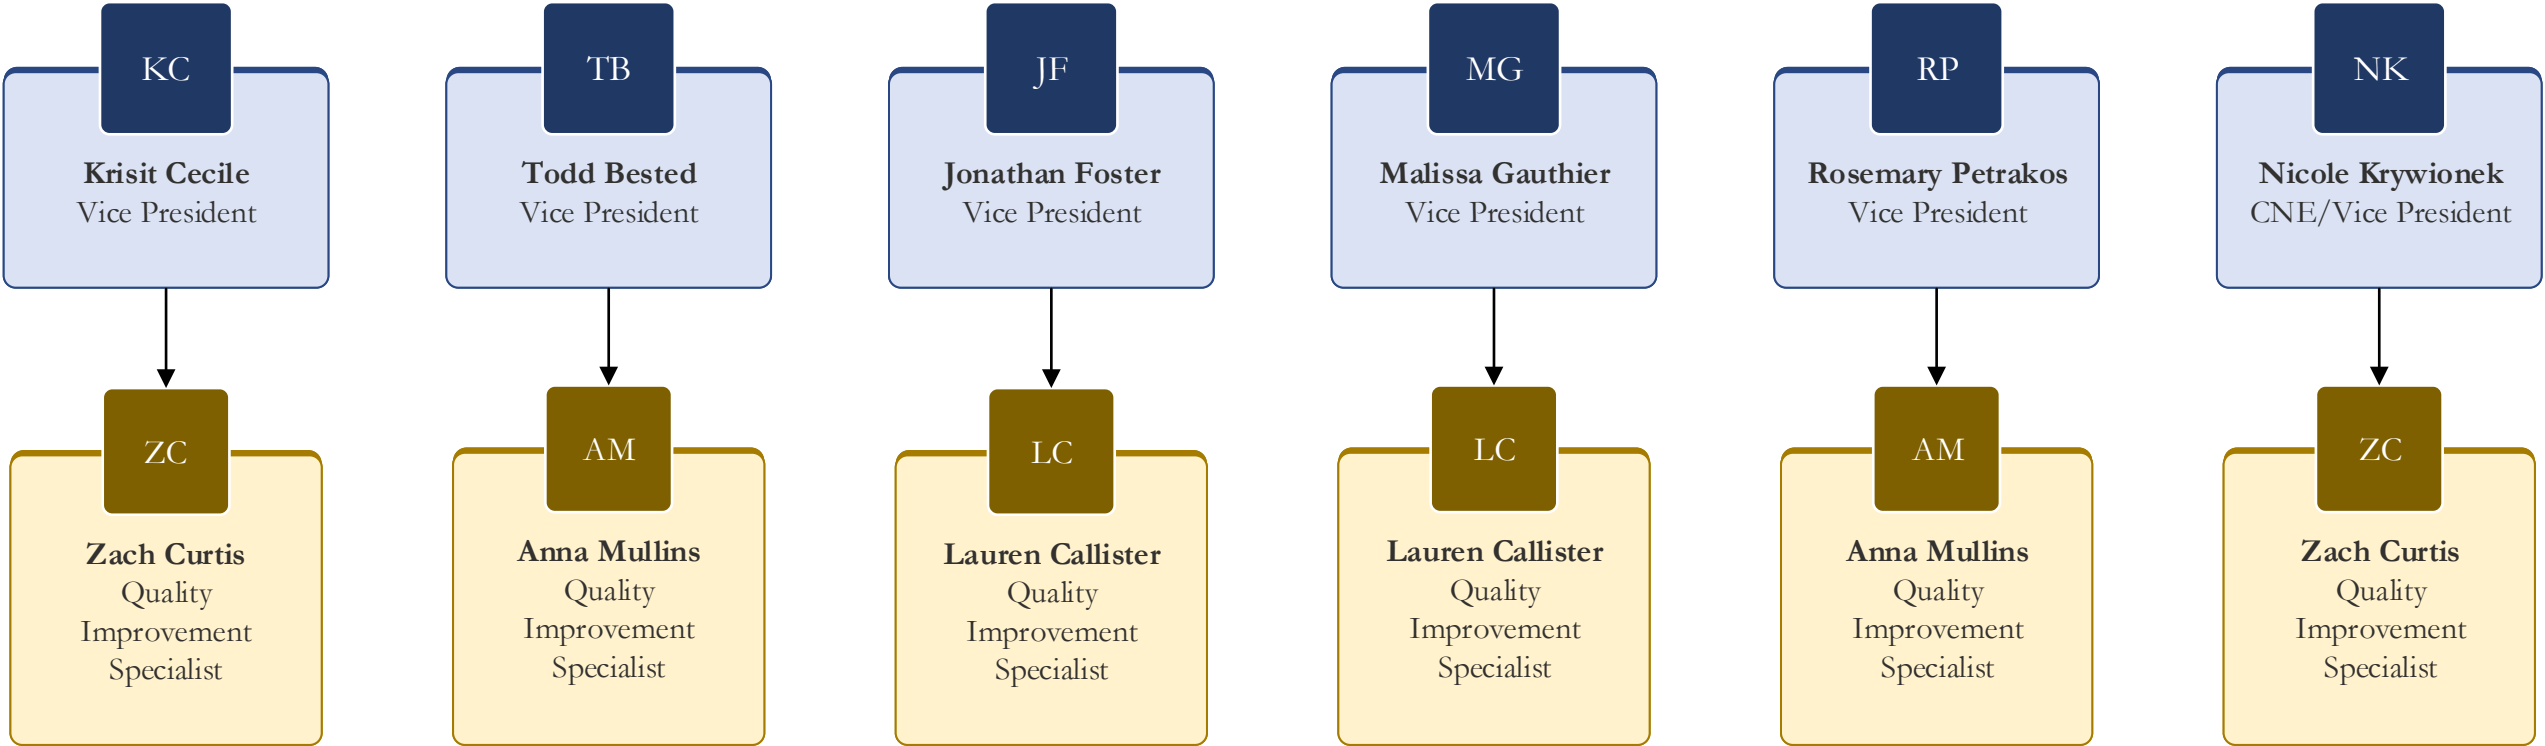 KC
Krisit Cecile
Vice President
TB
Todd Bested
Vice President
JF
Jonathan Foster
Vice President
MG
Malissa Gauthier
Vice President
RP
Rosemary Petrakos
Vice President
NK
Nicole Krywionek
CNE/Vice President
ZC
Zach Curtis
Quality
Improvement
Specialist
AM
Anna Mullins
Quality
Improvement
Specialist
LC
Lauren Callister
Quality
Improvement
Specialist
LC
Lauren Callister
Quality
Improvement
Specialist
AM
Anna Mullins
Quality
Improvement
Specialist
ZC
Zach Curtis
Quality
Improvement
Specialist